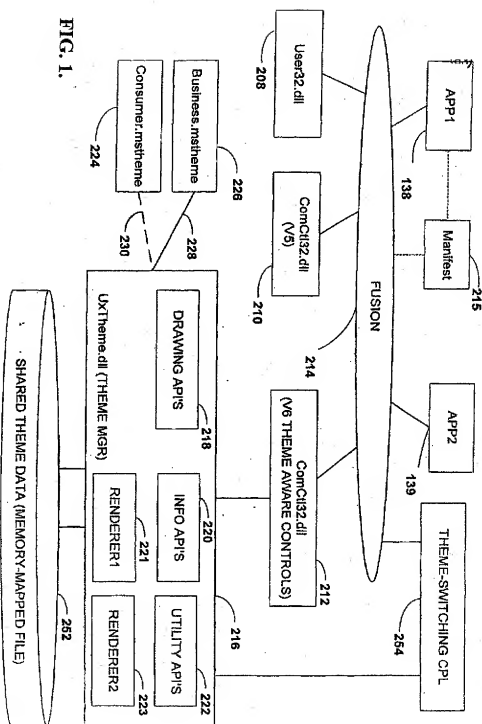 APP1
138
Manifest
215
APP2
139
THEME-SWITCHING CPL
254
FUSION
214
User32.dll
208
ComCtl32.dll
(V5)
210
ComCtl32.dll
(V6 THEME AWARE CONTROLS)
212
Business.mstheme
226
228
Consumer.mstheme
224
230
216
DRAWING API'S
218
INFO API'S
220
UTILITY API'S
222
RENDERER1
221
RENDERER2
223
UxTheme.dll (THEME MGR)
SHARED THEME DATA (MEMORY-MAPPED FILE)
252
FIG. 1.